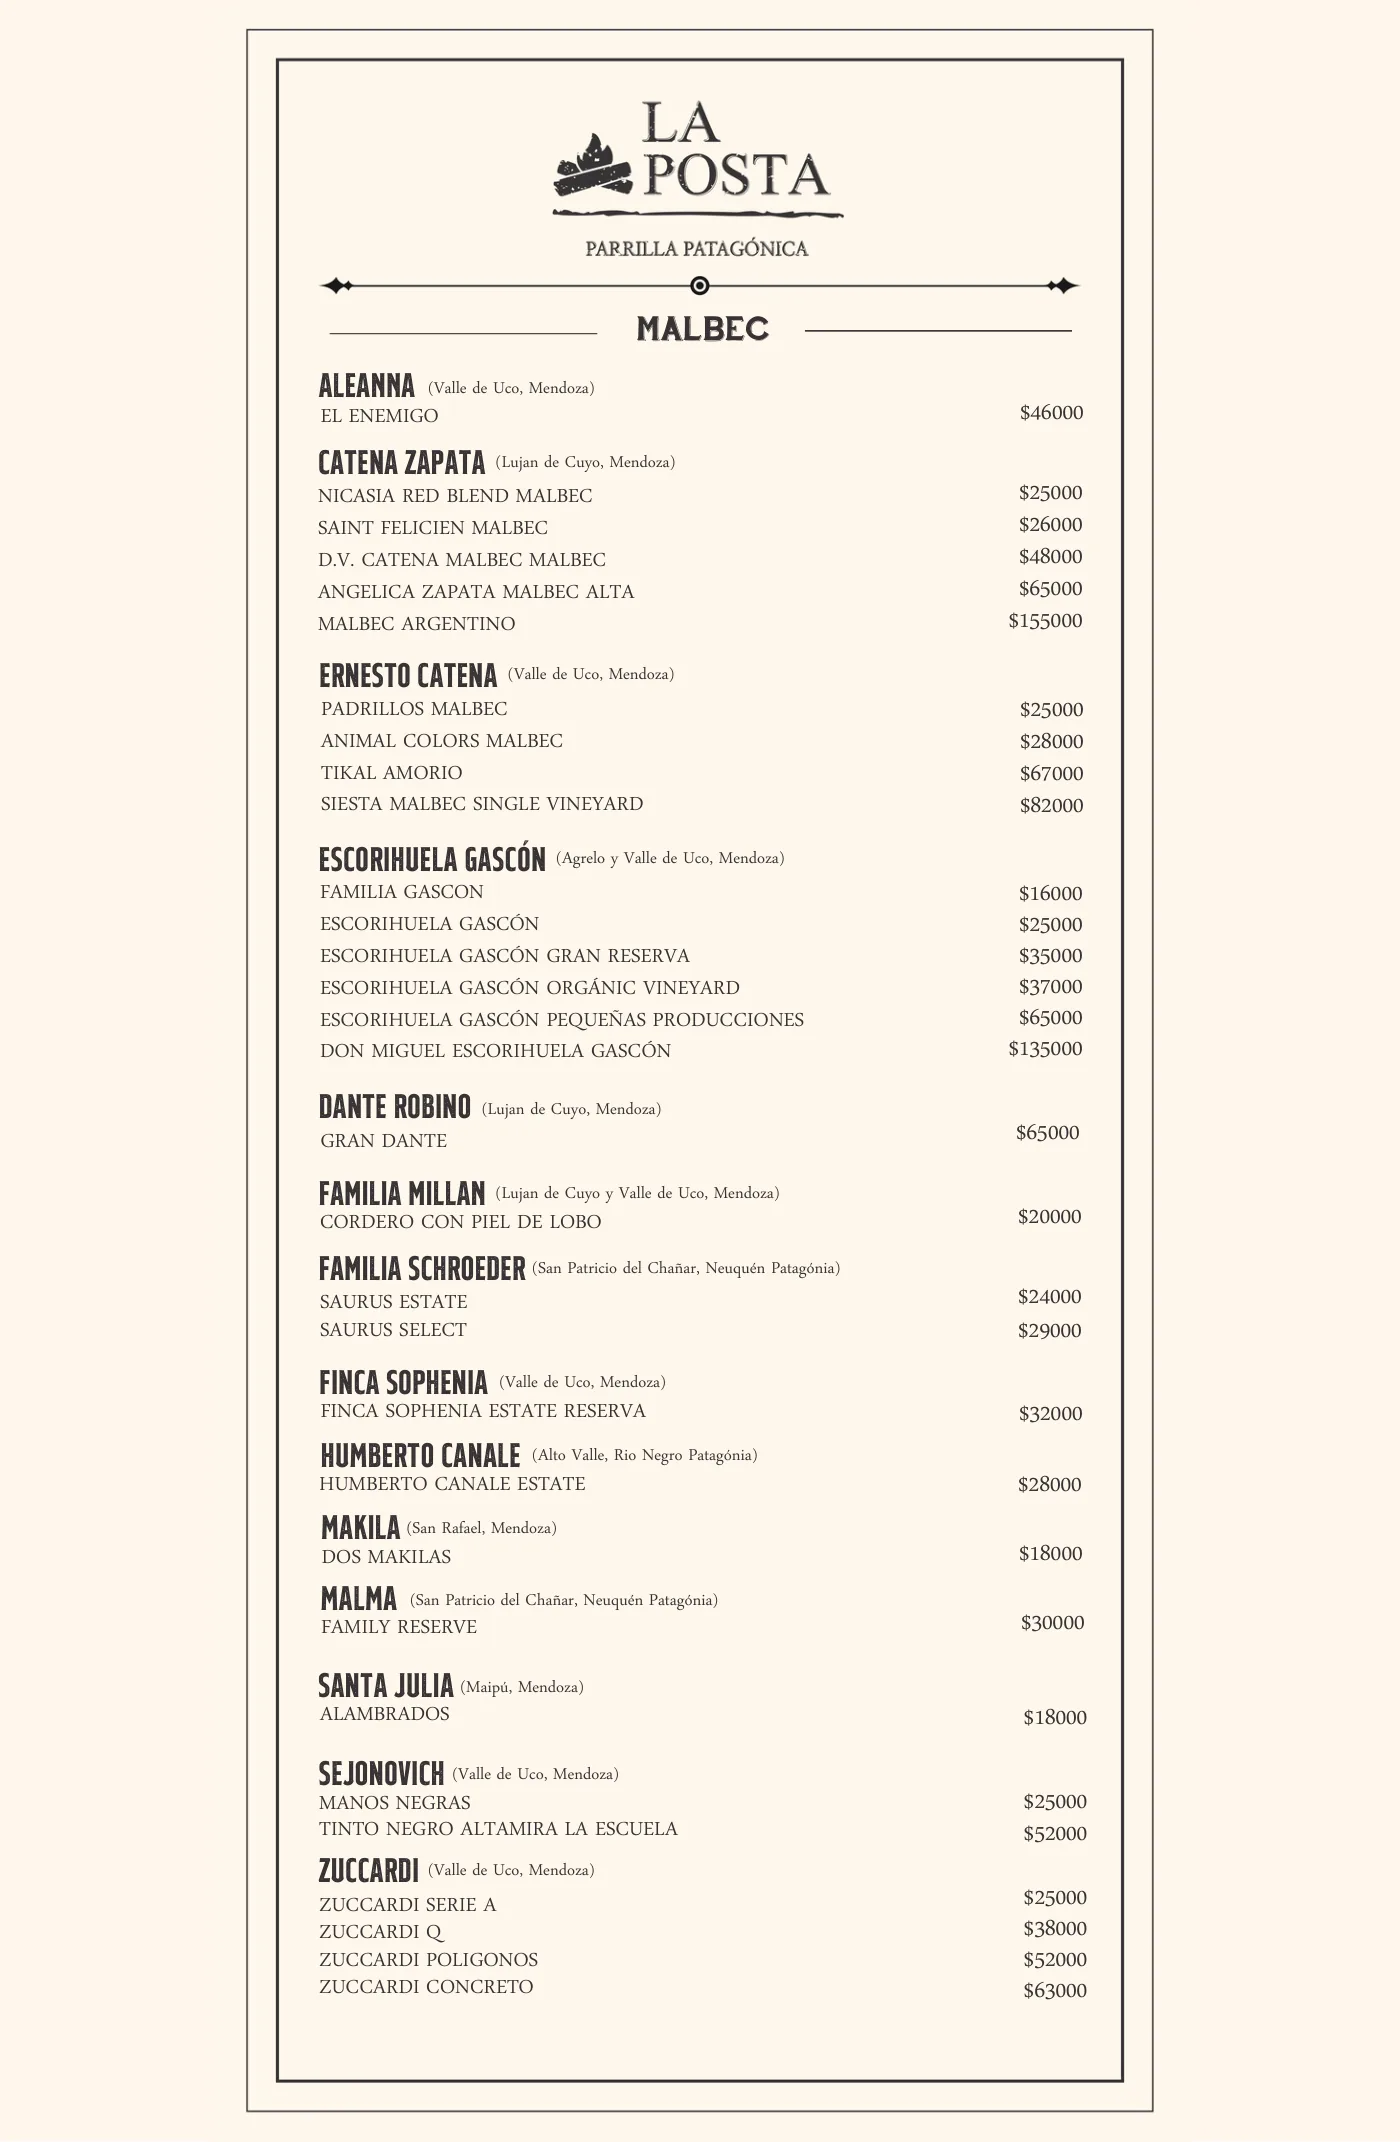 LA
POSTA
PARRILLA PATAGÓNICA
MALBEC
ALEANNA (Valle de Uco, Mendoza)
EL ENEMIGO $46000
CATENA ZAPATA (Lujan de Cuyo, Mendoza)
NICASIA RED BLEND MALBEC $25000
SAINT FELICIEN MALBEC $26000
D.V. CATENA MALBEC MALBEC $48000
ANGELICA ZAPATA MALBEC ALTA $65000
MALBEC ARGENTINO $155000
ERNESTO CATENA (Valle de Uco, Mendoza)
PADRILLOS MALBEC $25000
ANIMAL COLORS MALBEC $28000
TIKAL AMORIO $67000
SIESTA MALBEC SINGLE VINEYARD $82000
ESCORIHUELA GASCÓN (Agrelo y Valle de Uco, Mendoza)
FAMILIA GASCON $16000
ESCORIHUELA GASCÓN $25000
ESCORIHUELA GASCÓN GRAN RESERVA $35000
ESCORIHUELA GASCÓN ORGÁNIC VINEYARD $37000
ESCORIHUELA GASCÓN PEQUEÑAS PRODUCCIONES $65000
DON MIGUEL ESCORIHUELA GASCÓN $135000
DANTE ROBINO (Lujan de Cuyo, Mendoza)
GRAN DANTE $65000
FAMILIA MILLAN (Lujan de Cuyo y Valle de Uco, Mendoza)
CORDERO CON PIEL DE LOBO $20000
FAMILIA SCHROEDER (San Patricio del Chañar, Neuquén Patagónia)
SAURUS ESTATE $24000
SAURUS SELECT $29000
FINCA SOPHENIA (Valle de Uco, Mendoza)
FINCA SOPHENIA ESTATE RESERVA $32000
HUMBERTO CANALE (Alto Valle, Rio Negro Patagónia)
HUMBERTO CANALE ESTATE $28000
MAKILA (San Rafael, Mendoza)
DOS MAKILAS $18000
MALMA (San Patricio del Chañar, Neuquén Patagónia)
FAMILY RESERVE $30000
SANTA JULIA (Maipú, Mendoza)
ALAMBRADOS $18000
SEJONOVICH (Valle de Uco, Mendoza)
MANOS NEGRAS $25000
TINTO NEGRO ALTAMIRA LA ESCUELA $52000
ZUCCARDI (Valle de Uco, Mendoza)
ZUCCARDI SERIE A $25000
ZUCCARDI Q $38000
ZUCCARDI POLIGONOS $52000
ZUCCARDI CONCRETO $63000